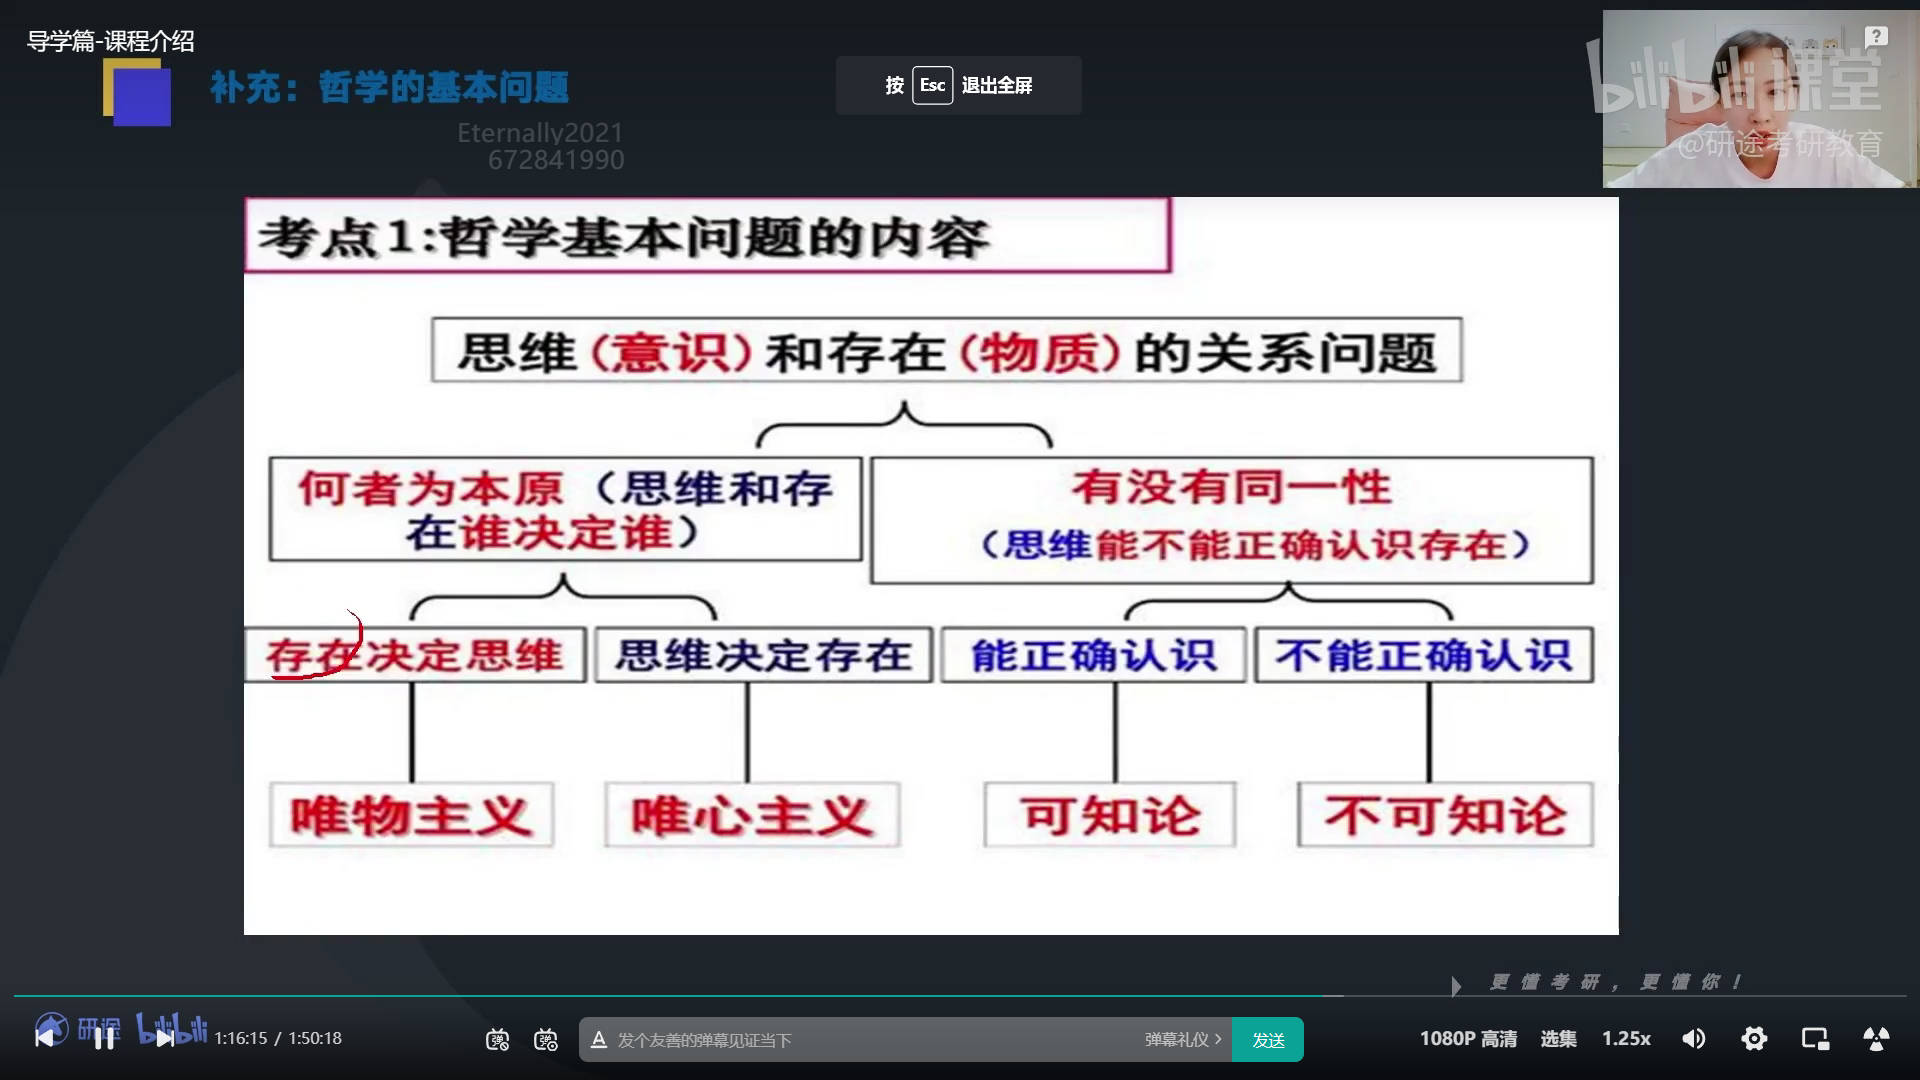 导学篇-课程介绍
补充：哲学的基本问题
按 Esc 退出全屏
?
bilibili课堂
@研途考研教育
Eternally2021
672841990
考点1:哲学基本问题的内容
思维(意识)和存在(物质)的关系问题
何者为本原（思维和存
在谁决定谁）
有没有同一性
（思维能不能正确认识存在）
存在决定思维
思维决定存在
能正确认识
不能正确认识
唯物主义
唯心主义
可知论
不可知论
更懂考研，更懂你！
研途 bilibili
1:16:15 / 1:50:18
弹
弹
A 发个友善的弹幕见证当下
弹幕礼仪 >
发送
1080P 高清
选集
1.25x